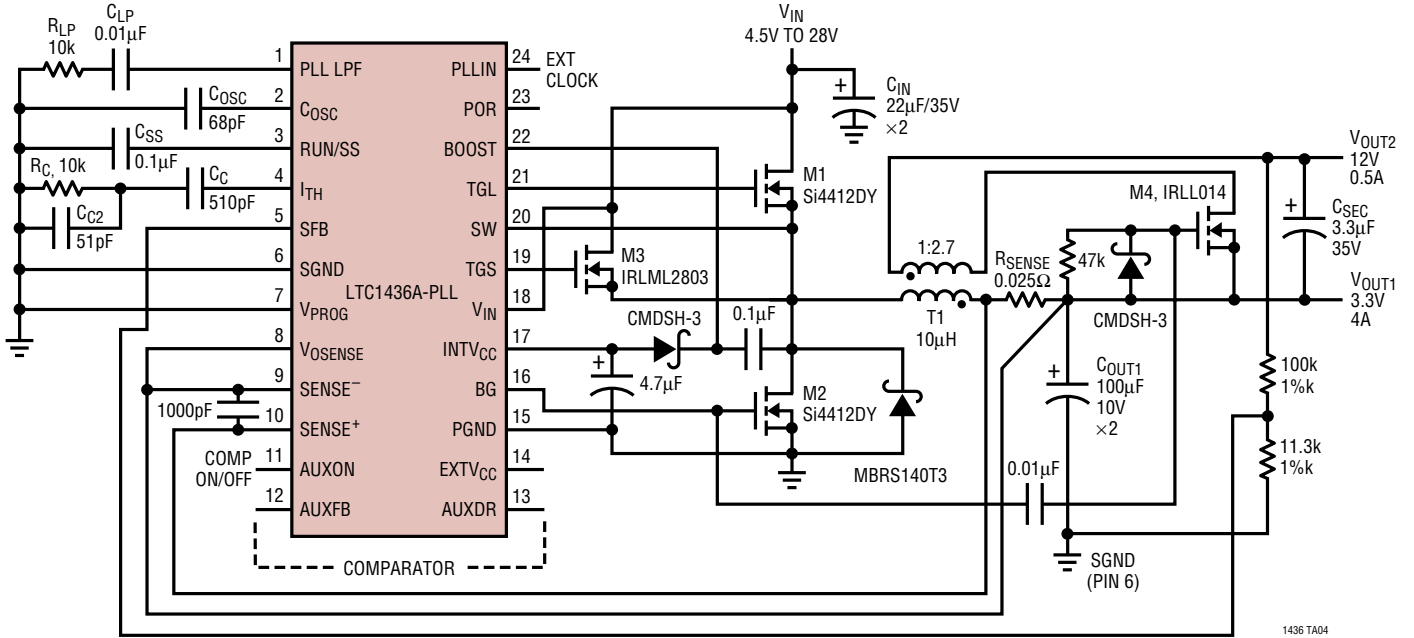 CLP
0.01µF
RLP
10k
COSC
68pF
CSS
0.1µF
RC, 10k
CC
510pF
CC2
51pF
1000pF
COMP
ON/OFF
1
2
3
4
5
6
7
8
9
10
11
12
PLL LPF
COSC
RUN/SS
ITH
SFB
SGND
VPROG
VOSENSE
SENSE–
SENSE+
AUXON
AUXFB
LTC1436A-PLL
PLLIN
POR
BOOST
TGL
SW
TGS
VIN
INTVCC
BG
PGND
EXTVCC
AUXDR
24
23
22
21
20
19
18
17
16
15
14
13
COMPARATOR
EXT
CLOCK
VIN
4.5V TO 28V
+
CIN
22µF/35V
×2
M1
Si4412DY
M3
IRLML2803
CMDSH-3
0.1µF
+
4.7µF
M2
Si4412DY
MBRS140T3
1:2.7
T1
10µH
RSENSE
0.025Ω
47k
CMDSH-3
M4, IRLL014
VOUT2
12V
0.5A
+
CSEC
3.3µF
35V
VOUT1
3.3V
4A
+
COUT1
100µF
10V
×2
100k
1%k
11.3k
1%k
0.01µF
SGND
(PIN 6)
1436 TA04